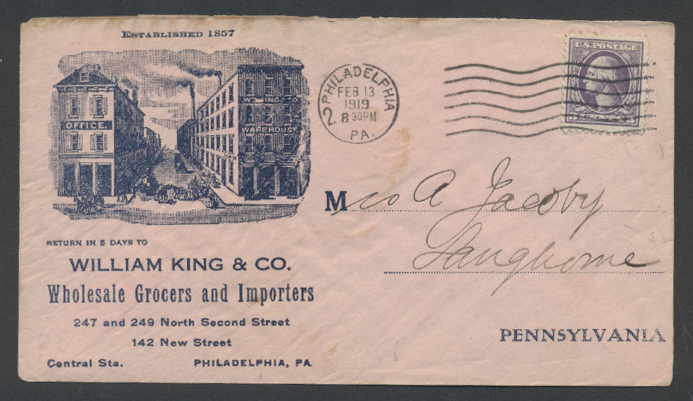 ESTABLISHED 1857
OFFICE.
WM. KING & CO.
WAREHOUSE
PHILADELPHIA
FEB 13
1919
8 30PM
2
PA.
U.S. POSTAGE
Mrs A Jacoby
Langhorne
PENNSYLVANIA
RETURN IN 5 DAYS TO
WILLIAM KING & CO.
Wholesale Grocers and Importers
247 and 249 North Second Street
142 New Street
Central Sta. PHILADELPHIA, PA